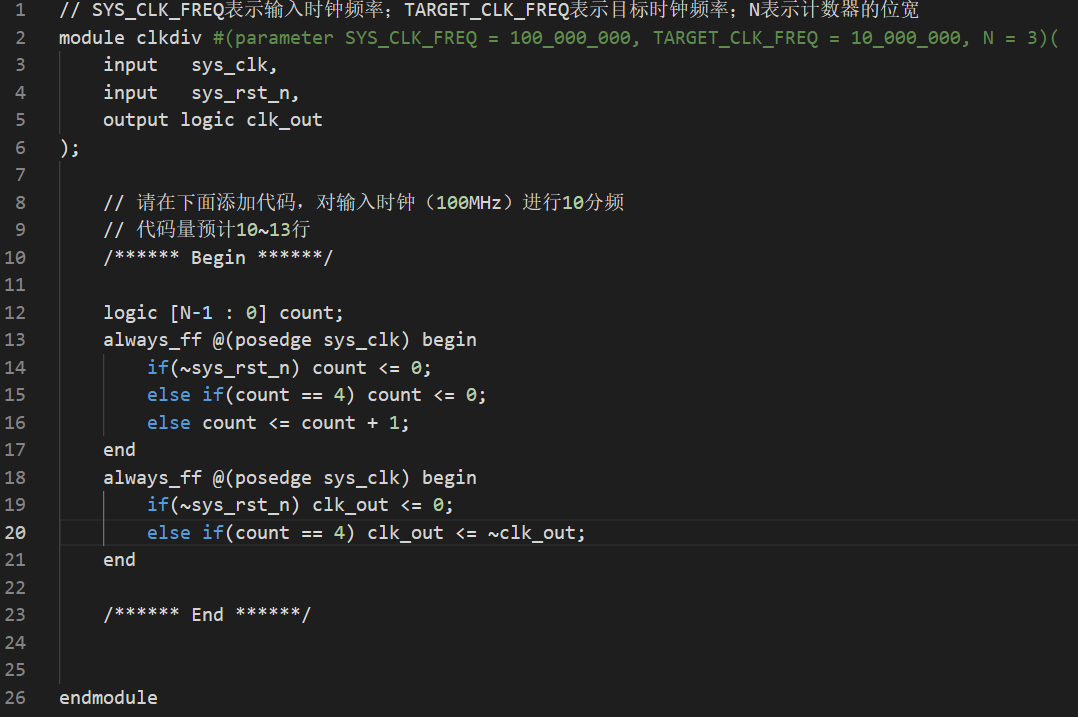 1 // SYS_CLK_FREQ表示输入时钟频率；TARGET_CLK_FREQ表示目标时钟频率；N表示计数器的位宽
2 module clkdiv #(parameter SYS_CLK_FREQ = 100_000_000, TARGET_CLK_FREQ = 10_000_000, N = 3)(
3     input   sys_clk,
4     input   sys_rst_n,
5     output logic clk_out
6 );
7
8     // 请在下面添加代码，对输入时钟（100MHz）进行10分频
9     // 代码量预计10~13行
10     /****** Begin ******/
11
12     logic [N-1 : 0] count;
13     always_ff @(posedge sys_clk) begin
14         if(~sys_rst_n) count <= 0;
15         else if(count == 4) count <= 0;
16         else count <= count + 1;
17     end
18     always_ff @(posedge sys_clk) begin
19         if(~sys_rst_n) clk_out <= 0;
20         else if(count == 4) clk_out <= ~clk_out;
21     end
22
23     /****** End ******/
24
25
26 endmodule